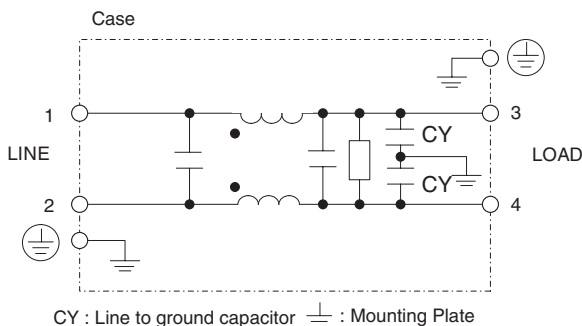 Case
1
3
CY
LINE
LOAD
CY
2
4
CY : Line to ground capacitor : Mounting Plate